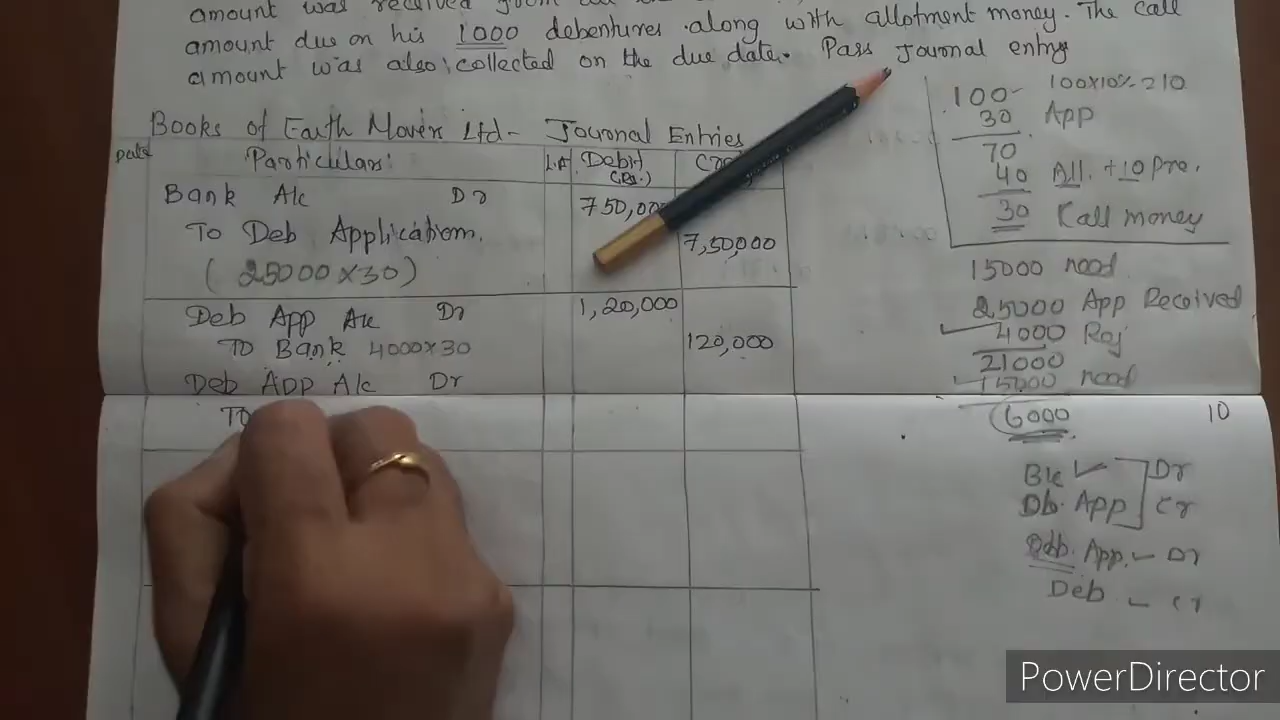 amount was received from all the
amount due on his 1000 debentures along with allotment money. The Call
amount was also collected on the due date. Pass Journal entry
Books of Earth Movers Ltd - Journal Entries
Date Particulars L.F Debit (Rs.)
Bank A/c Dr 750,000
To Deb Application. 7,50,000
(25000 x 30)
Deb App A/c Dr 1,20,000
To Bank 4000x30 120,000
Deb App A/c Dr
To
100 100x10%=210
30 App
70
40 All. +10 pre.
30 Call money
15000 need
25000 App Received
4000 Rej
21000
15000 need
6000 10
B/c Dr
Db. App Cr
Deb. App. - Dr
Deb - Cr
PowerDirector